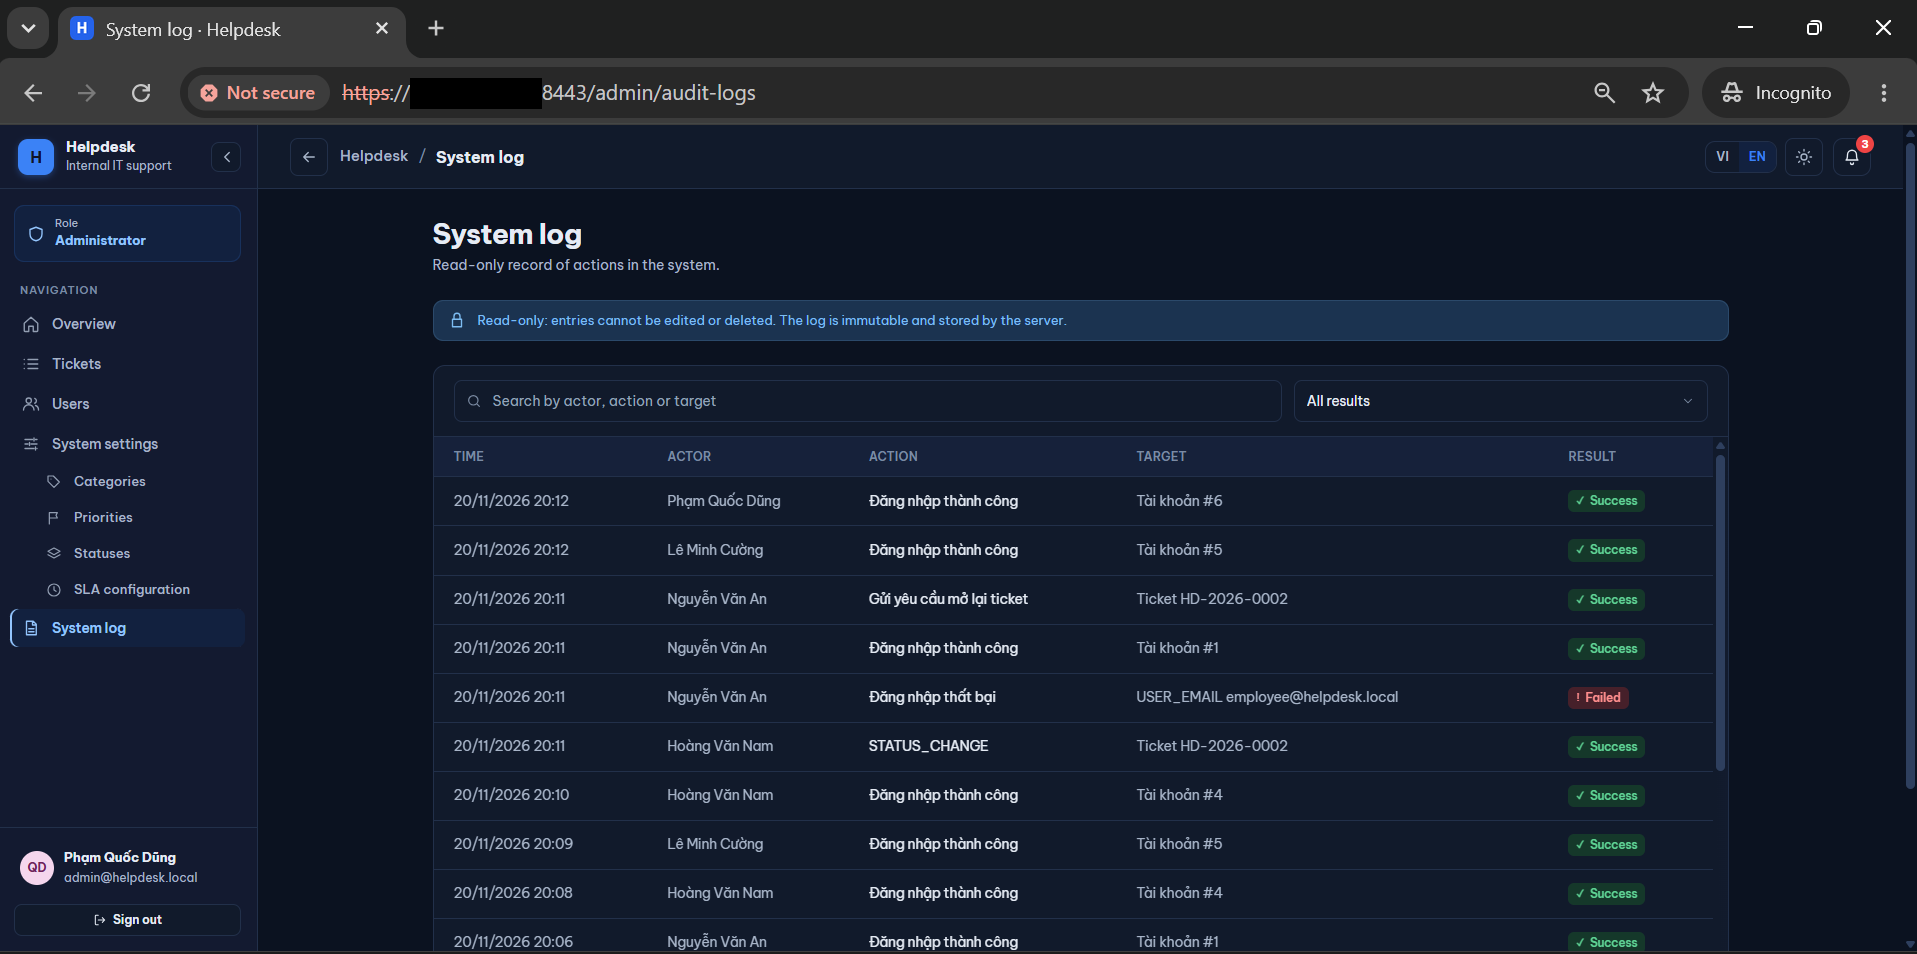 H System log · Helpdesk
Not secure https:// 8443/admin/audit-logs Incognito
H Helpdesk
Internal IT support
Helpdesk / System log
VI EN 3
Role
Administrator
NAVIGATION
Overview
Tickets
Users
System settings
Categories
Priorities
Statuses
SLA configuration
System log
QD Phạm Quốc Dũng
admin@helpdesk.local
Sign out
System log
Read-only record of actions in the system.
Read-only: entries cannot be edited or deleted. The log is immutable and stored by the server.
Search by actor, action or target All results
TIME ACTOR ACTION TARGET RESULT
20/11/2026 20:12 Phạm Quốc Dũng Đăng nhập thành công Tài khoản #6 ✓ Success
20/11/2026 20:12 Lê Minh Cường Đăng nhập thành công Tài khoản #5 ✓ Success
20/11/2026 20:11 Nguyễn Văn An Gửi yêu cầu mở lại ticket Ticket HD-2026-0002 ✓ Success
20/11/2026 20:11 Nguyễn Văn An Đăng nhập thành công Tài khoản #1 ✓ Success
20/11/2026 20:11 Nguyễn Văn An Đăng nhập thất bại USER_EMAIL employee@helpdesk.local ! Failed
20/11/2026 20:11 Hoàng Văn Nam STATUS_CHANGE Ticket HD-2026-0002 ✓ Success
20/11/2026 20:10 Hoàng Văn Nam Đăng nhập thành công Tài khoản #4 ✓ Success
20/11/2026 20:09 Lê Minh Cường Đăng nhập thành công Tài khoản #5 ✓ Success
20/11/2026 20:08 Hoàng Văn Nam Đăng nhập thành công Tài khoản #4 ✓ Success
20/11/2026 20:06 Nguyễn Văn An Đăng nhập thành công Tài khoản #1 ✓ Success